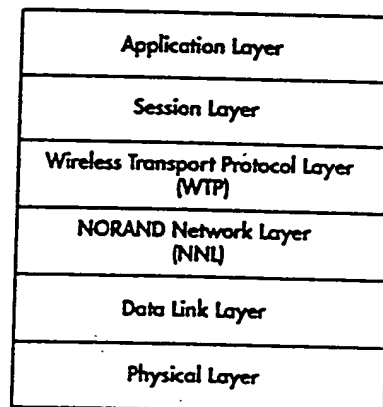 Application Layer
Session Layer
Wireless Transport Protocol Layer
(WTP)
NORAND Network Layer
(NNL)
Data Link Layer
Physical Layer